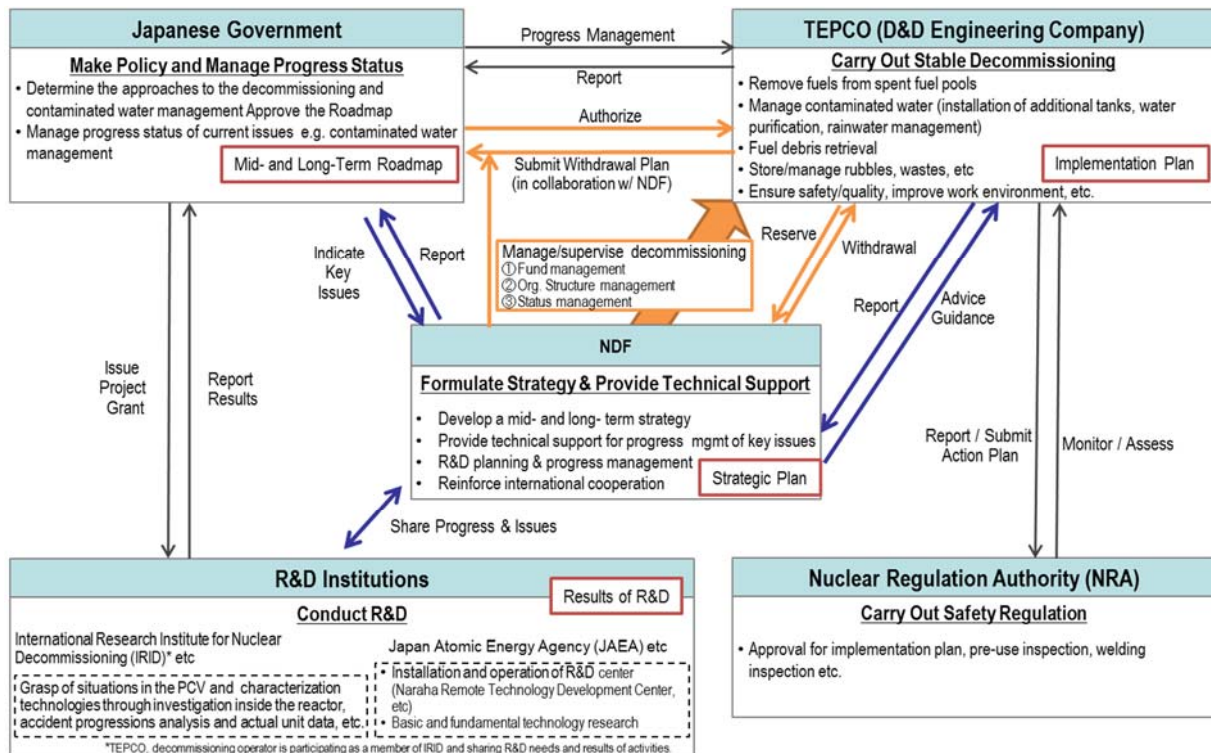 Japanese Government
Make Policy and Manage Progress Status
• Determine the approaches to the decommissioning and
contaminated water management Approve the Roadmap
• Manage progress status of current issues e.g. contaminated water
management
Mid- and Long-Term Roadmap
Progress Management
Report
Authorize
Submit Withdrawal Plan
(in collaboration w/ NDF)
TEPCO (D&D Engineering Company)
Carry Out Stable Decommissioning
• Remove fuels from spent fuel pools
• Manage contaminated water (installation of additional tanks, water
purification, rainwater management)
• Fuel debris retrieval
• Store/manage rubbles, wastes, etc
• Ensure safety/quality, improve work environment, etc.
Implementation Plan
Indicate
Key
Issues
Report
Manage/supervise decommissioning
①Fund management
②Org. Structure management
③Status management
Reserve
Withdrawal
Report
Advice
Guidance
NDF
Formulate Strategy & Provide Technical Support
• Develop a mid- and long- term strategy
• Provide technical support for progress mgmt of key issues
• R&D planning & progress management
• Reinforce international cooperation
Strategic Plan
Issue
Project
Grant
Report
Results
Report / Submit
Action Plan
Monitor / Assess
Share Progress & Issues
R&D Institutions
Results of R&D
Conduct R&D
International Research Institute for Nuclear
Decommissioning (IRID)* etc
Grasp of situations in the PCV and characterization
technologies through investigation inside the reactor,
accident progressions analysis and actual unit data, etc.
Japan Atomic Energy Agency (JAEA) etc
• Installation and operation of R&D center
(Naraha Remote Technology Development Center,
etc)
• Basic and fundamental technology research
*TEPCO, decommissioning operator is participating as a member of IRID and sharing R&D needs and results of activities.
Nuclear Regulation Authority (NRA)
Carry Out Safety Regulation
• Approval for implementation plan, pre-use inspection, welding
inspection etc.